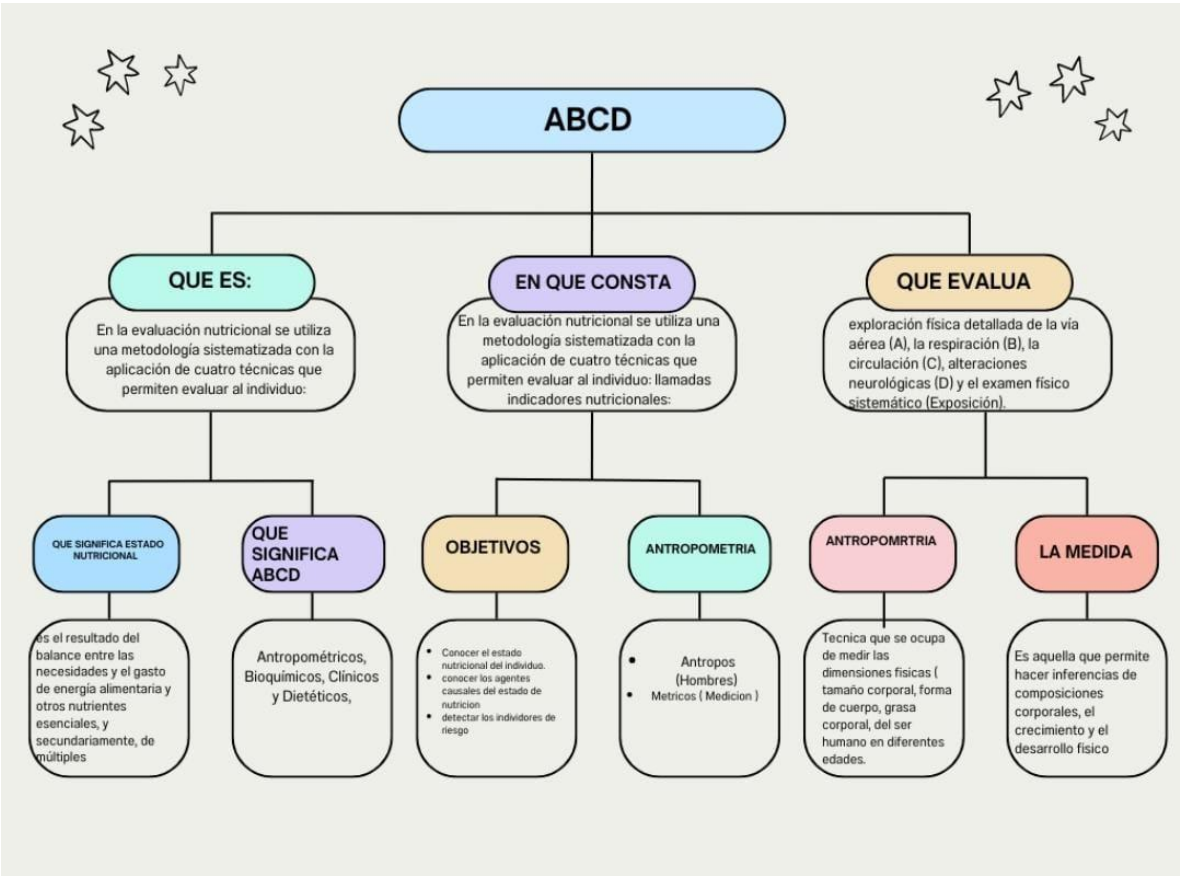 ABCD
QUE ES:
En la evaluación nutricional se utiliza
una metodología sistematizada con la
aplicación de cuatro técnicas que
permiten evaluar al individuo:
EN QUE CONSTA
En la evaluación nutricional se utiliza una
metodología sistematizada con la
aplicación de cuatro técnicas que
permiten evaluar al individuo: llamadas
indicadores nutricionales:
QUE EVALUA
exploración física detallada de la vía
aérea (A), la respiración (B), la
circulación (C), alteraciones
neurológicas (D) y el examen físico
sistemático (Exposición).
QUE SIGNIFICA ESTADO
NUTRICIONAL
es el resultado del
balance entre las
necesidades y el gasto
de energía alimentaria y
otros nutrientes
esenciales, y
secundariamente, de
múltiples
QUE
SIGNIFICA
ABCD
Antropométricos,
Bioquímicos, Clínicos
y Dietéticos,
OBJETIVOS
• Conocer el estado
nutricional del individuo.
• conocer los agentes
causales del estado de
nutricion
• detectar los individores de
riesgo
ANTROPOMETRIA
• Antropos
(Hombres)
• Metricos ( Medicion )
ANTROPOMRTRIA
Tecnica que se ocupa
de medir las
dimensiones fisicas (
tamaño corporal, forma
de cuerpo, grasa
corporal, del ser
humano en diferentes
edades.
LA MEDIDA
Es aquella que permite
hacer inferencias de
composiciones
corporales, el
crecimiento y el
desarrollo fisico